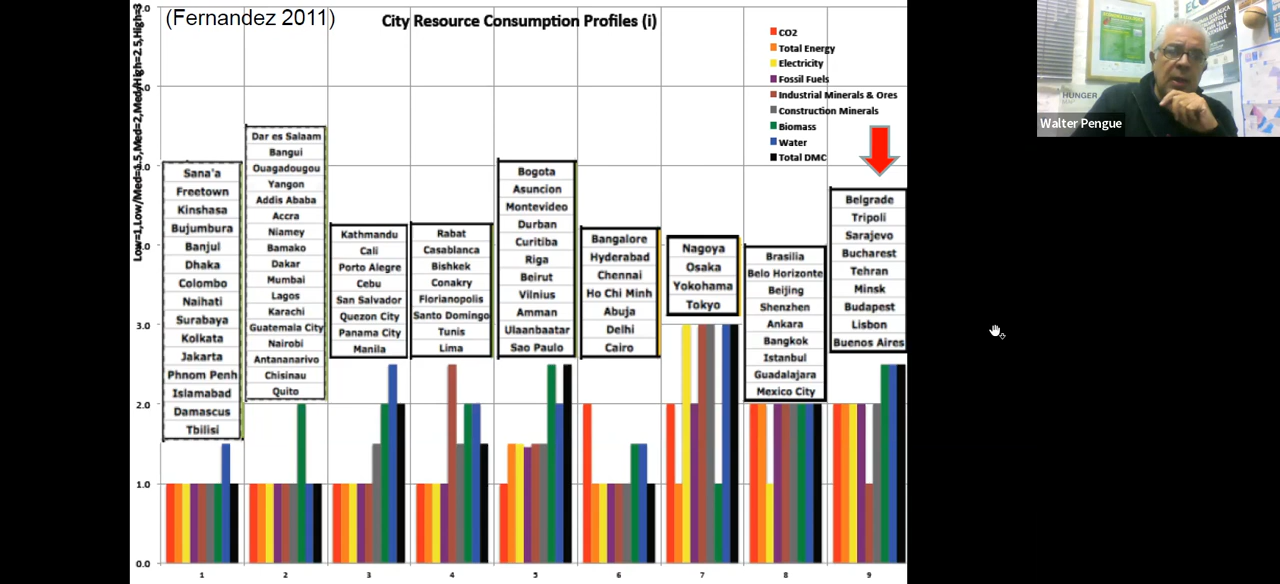 (Fernandez 2011)
City Resource Consumption Profiles (i)
Low=1,Low/Med=1.5,Med=2,Med/High=2.5,High=3
CO2
Total Energy
Electricity
Fossil Fuels
Industrial Minerals & Ores
Construction Minerals
Biomass
Water
Total DMC
Walter Pengue
HUNGER
Sana'a
Freetown
Kinshasa
Bujumbura
Banjul
Dhaka
Colombo
Naihati
Surabaya
Kolkata
Jakarta
Phnom Penh
Islamabad
Damascus
Tbilisi
Dar es Salaam
Bangui
Ouagadougou
Yangon
Addis Ababa
Accra
Niamey
Bamako
Dakar
Mumbai
Lagos
Karachi
Guatemala City
Nairobi
Antananarivo
Chisinau
Quito
Kathmandu
Cali
Porto Alegre
Cebu
San Salvador
Quezon City
Panama City
Manila
Rabat
Casablanca
Bishkek
Conakry
Florianopolis
Santo Domingo
Tunis
Lima
Bogota
Asuncion
Montevideo
Durban
Curitiba
Riga
Beirut
Vilnius
Amman
Ulaanbaatar
Sao Paulo
Bangalore
Hyderabad
Chennai
Ho Chi Minh
Abuja
Delhi
Cairo
Nagoya
Osaka
Yokohama
Tokyo
Brasilia
Belo Horizonte
Beijing
Shenzhen
Ankara
Bangkok
Istanbul
Guadalajara
Mexico City
Belgrade
Tripoli
Sarajevo
Bucharest
Tehran
Minsk
Budapest
Lisbon
Buenos Aires
3.0
2.0
1.0
0.0
1 2 3 4 5 6 7 8 9